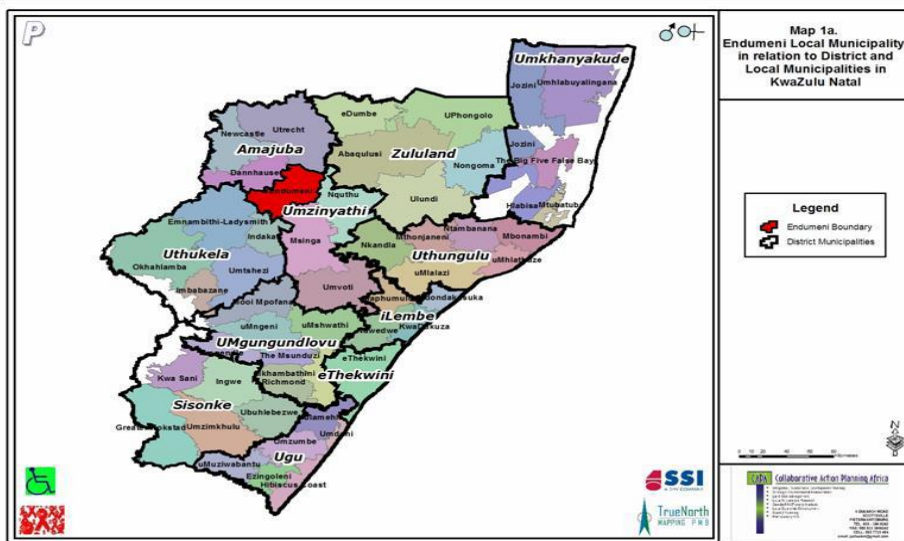 P
Map 1a.
Endumeni Local Municipality
in relation to District and
Local Municipalities in
KwaZulu Natal
Umkhanyakude
Jozini
Umhlabuyalingana
eDumbe
UPhongolo
Newcastle
Utrecht
Amajuba
Abaqulusi
Zululand
Jozini
The Big Five False Bay
Dannhauser
Nongoma
Nquthu
Ulundi
Hlabisa
Mtubatuba
Umzinyathi
Emnambithi-Ladysmith
Indaka
Msinga
Nkandla
Mthonjaneni
Ntambanana
Mbonambi
Uthukela
Uthungulu
Okhahlamba
Umtshezi
uMlalazi
uMhlathuze
Imbabazane
Umvoti
Mooi Mpofana
iLembe
KwaDukuza
uMngeni
uMshwathi
UMgungundlovu
The Msunduzi
eThekwini
eThekwini
Kwa Sani
Ingwe
Mkhambathini
Richmond
Sisonke
Ubuhlebezwe
Umzimkhulu
Umdoni
Umzumbe
Ugu
uMuziwabantu
Ezingoleni
Hibiscus Coast
Legend
Endumeni Boundary
District Municipalities
N
SSI
TrueNorth
MAPPING PMB
Collaborative Action Planning Africa